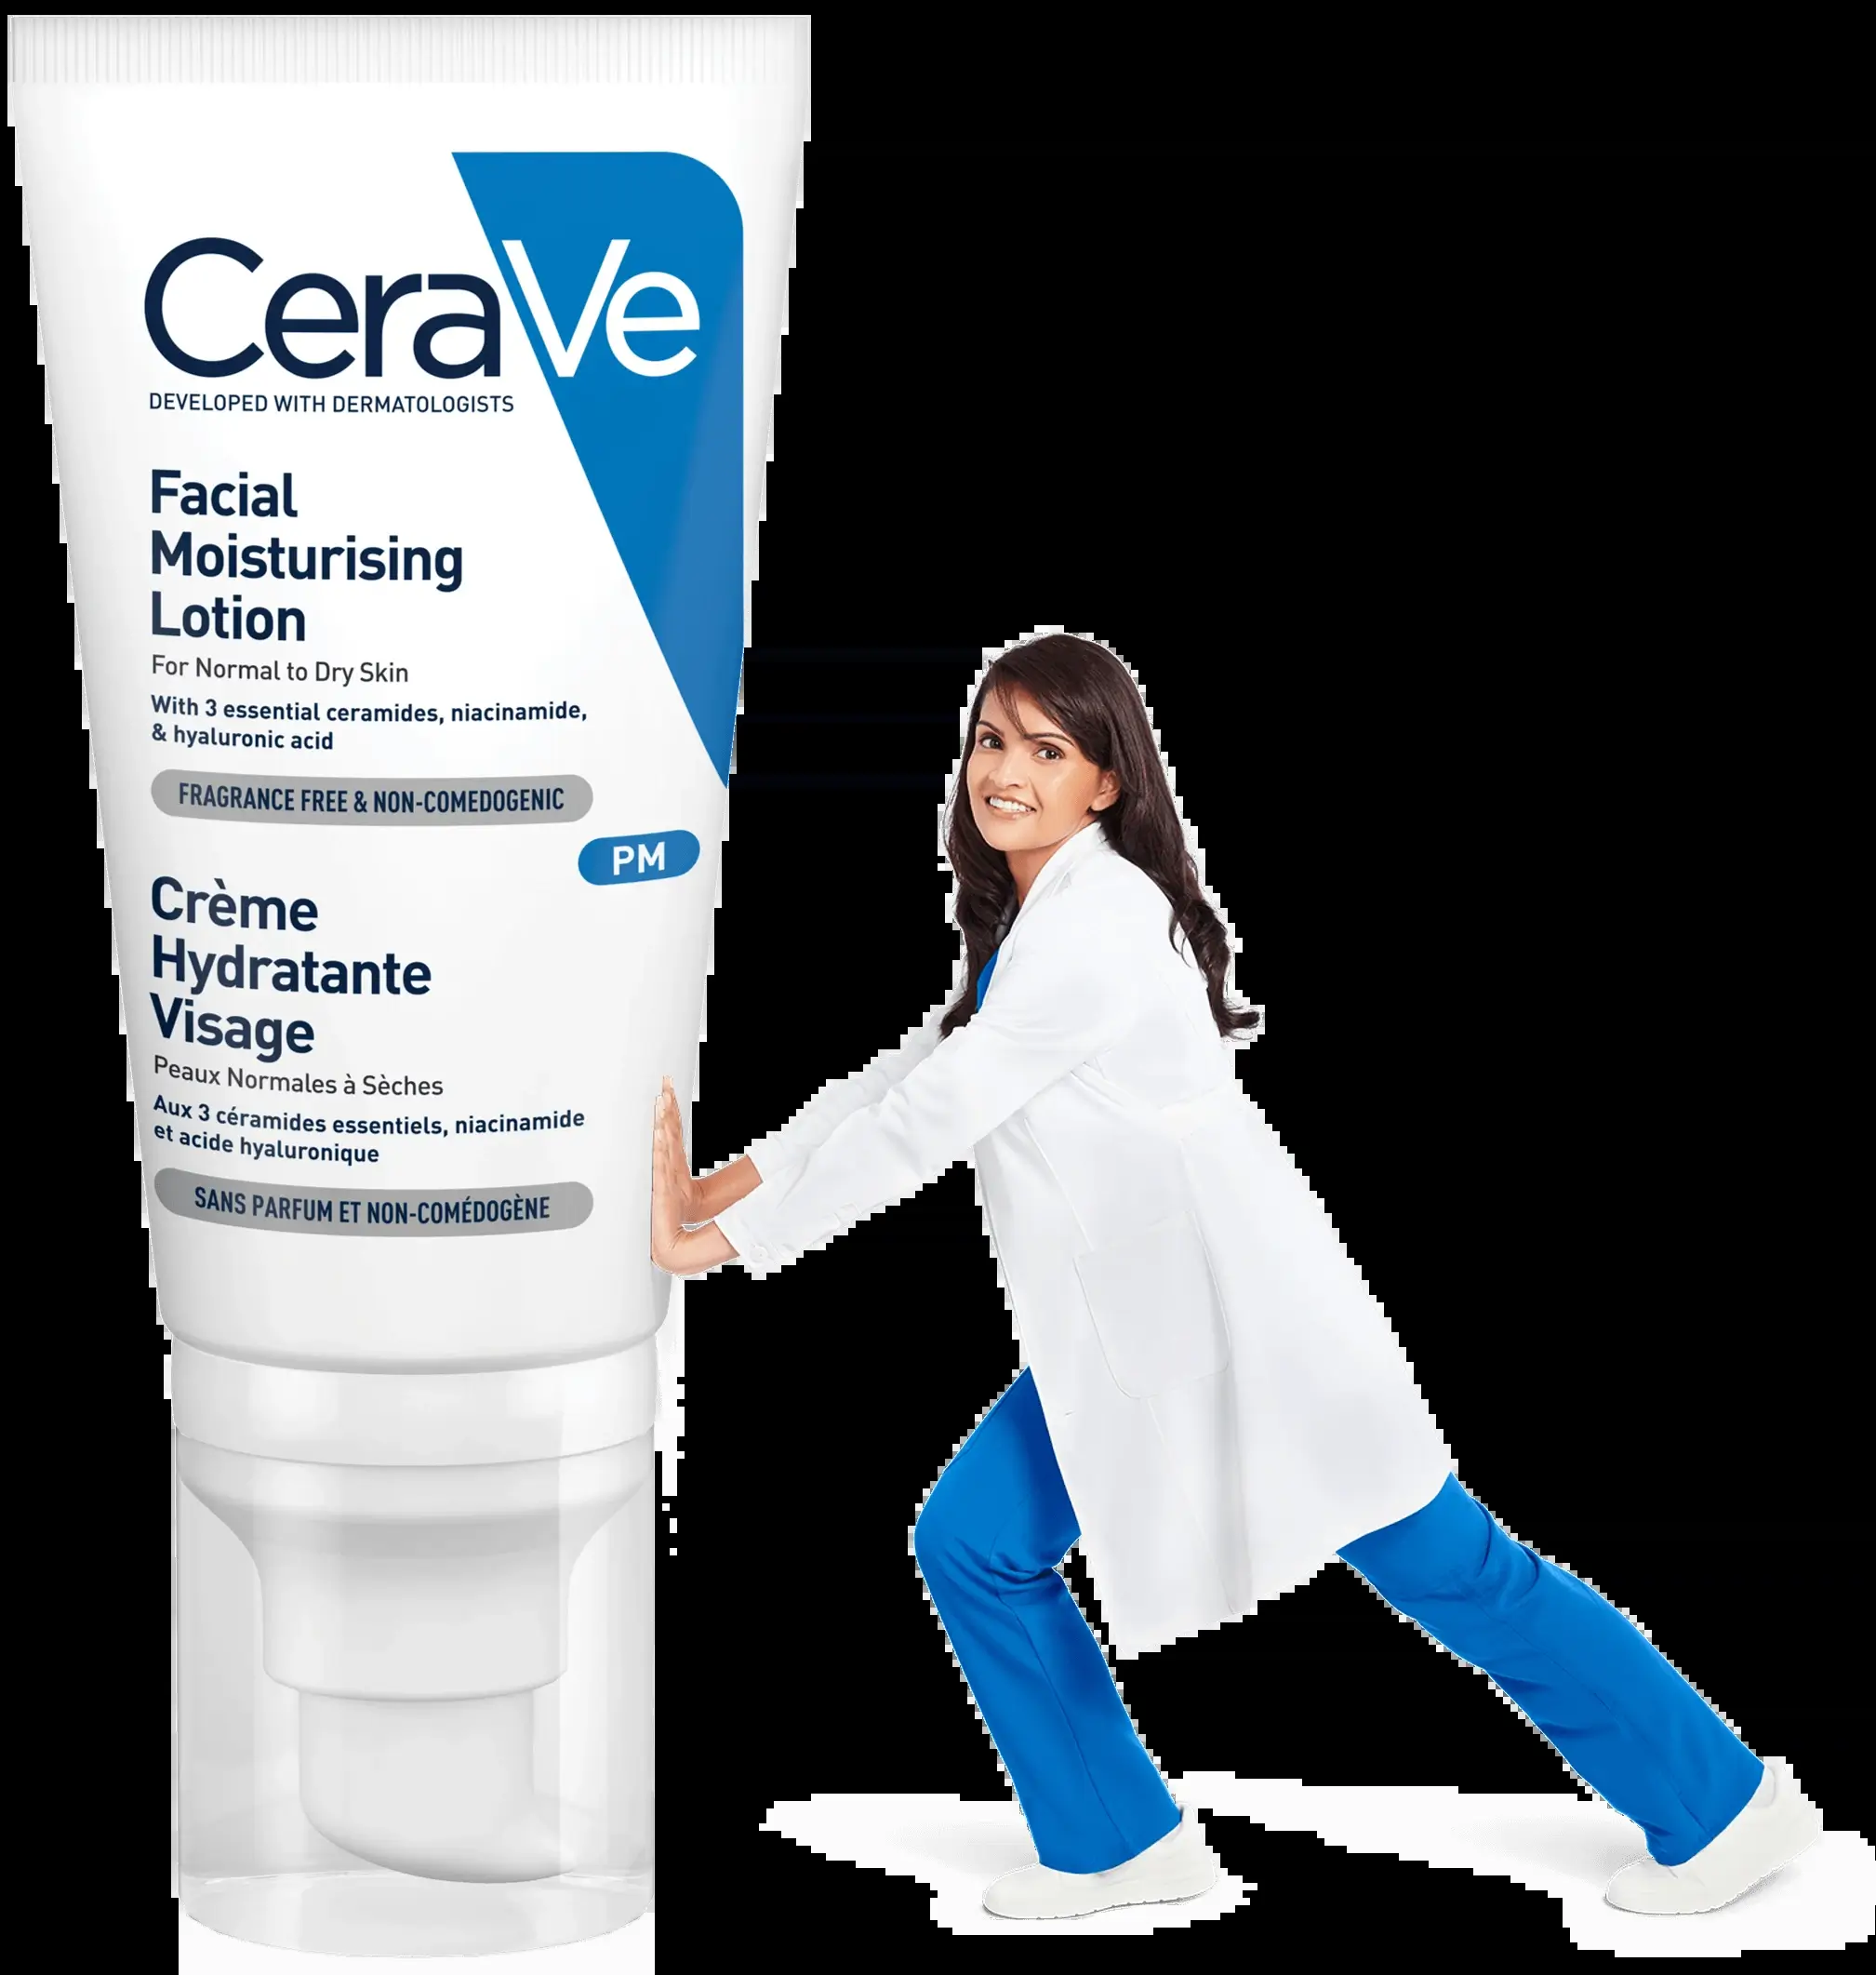 CeraVe
DEVELOPED WITH DERMATOLOGISTS
Facial
Moisturising
Lotion
For Normal to Dry Skin
With 3 essential ceramides, niacinamide,
& hyaluronic acid
FRAGRANCE FREE & NON-COMEDOGENIC
PM
Crème
Hydratante
Visage
Peaux Normales à Sèches
Aux 3 céramides essentiels, niacinamide
et acide hyaluronique
SANS PARFUM ET NON-COMÉDOGÈNE